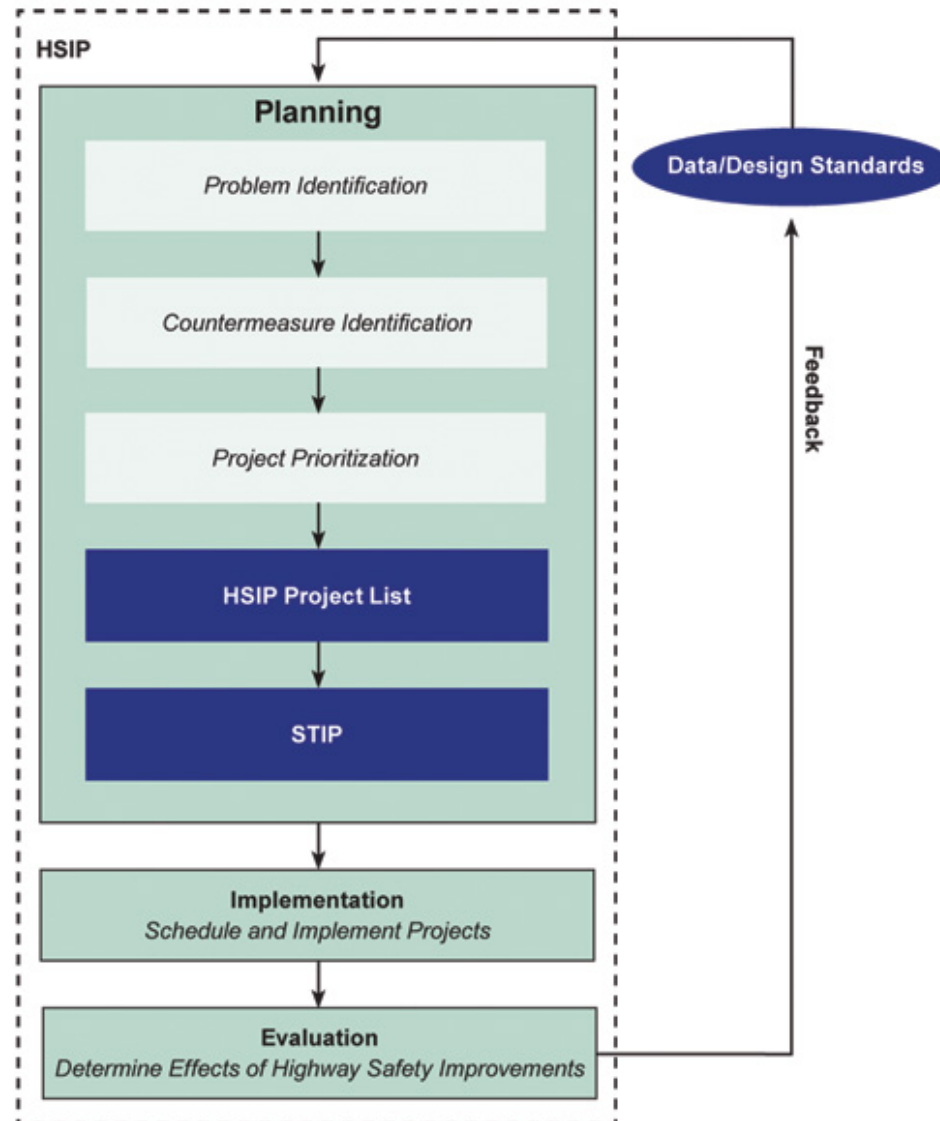 HSIP
Planning
Problem Identification
Countermeasure Identification
Project Prioritization
HSIP Project List
STIP
Implementation
Schedule and Implement Projects
Evaluation
Determine Effects of Highway Safety Improvements
Data/Design Standards
Feedback